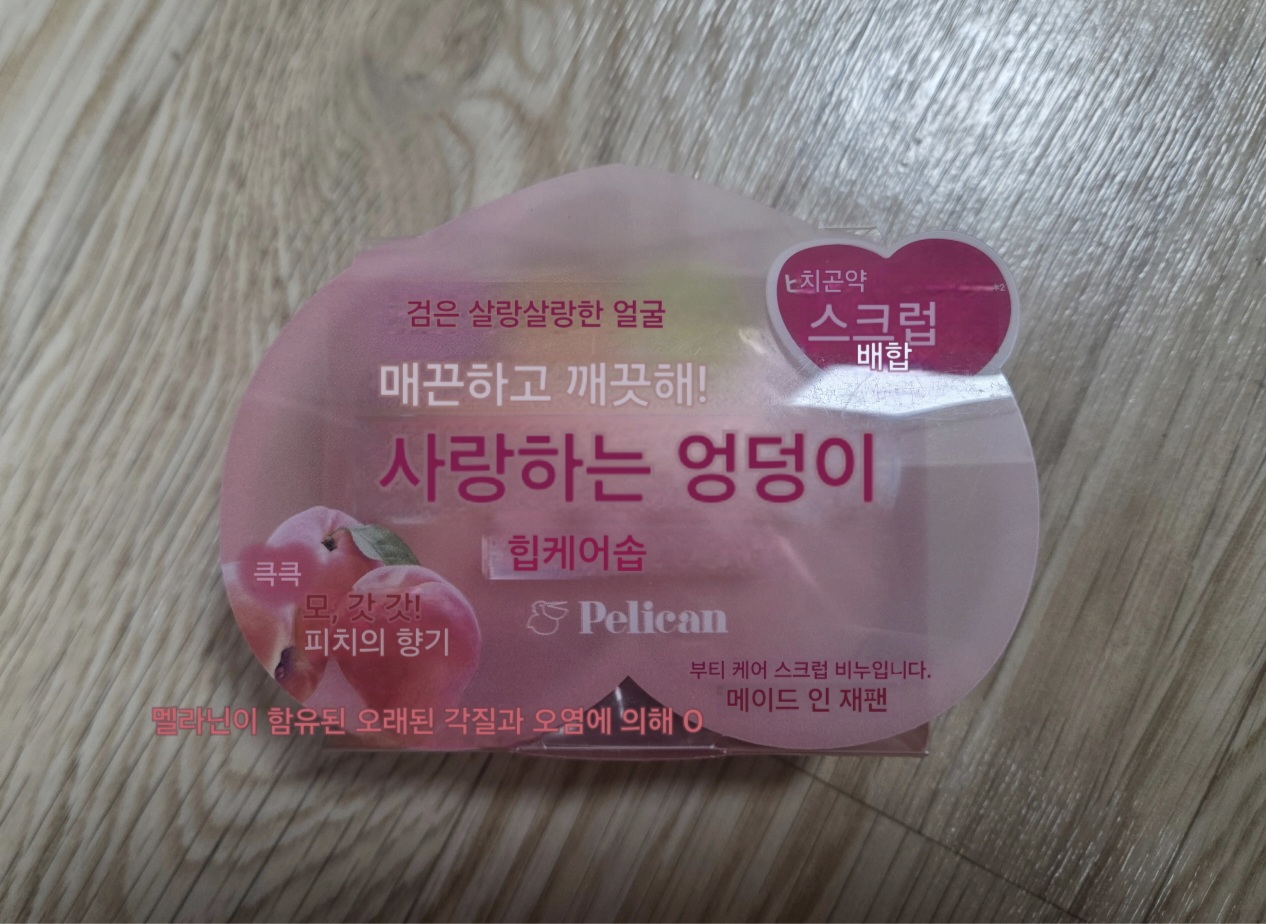 치곤약
스크럽
배합
검은 살랑살랑한 얼굴
매끈하고 깨끗해!
사랑하는 엉덩이
힙케어솝
Pelican
큭큭
모, 갓 갓!
피치의 향기
부티 케어 스크럽 비누입니다.
메이드 인 재팬
멜라닌이 함유된 오래된 각질과 오염에 의해 O